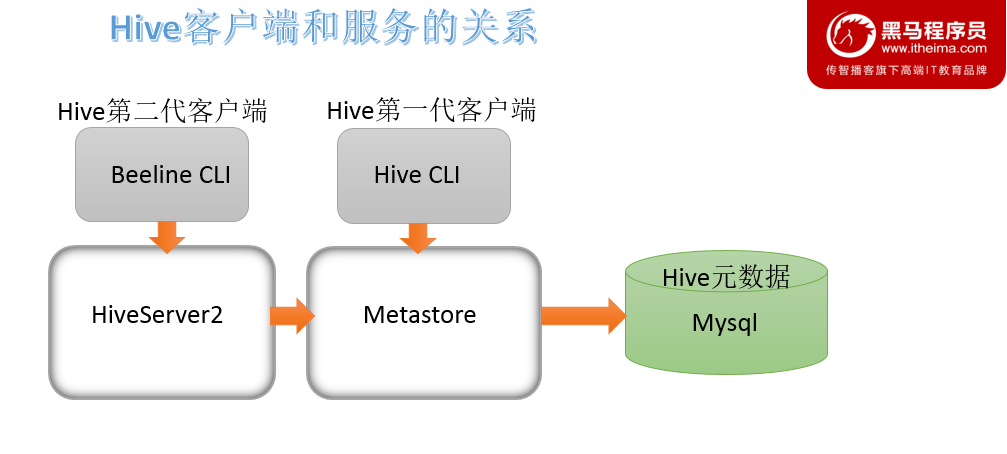 Hive客户端和服务的关系
黑马程序员
www.itheima.com
传智播客旗下高端IT教育品牌
Hive第二代客户端
Hive第一代客户端
Beeline CLI
Hive CLI
HiveServer2
Metastore
Hive元数据
Mysql